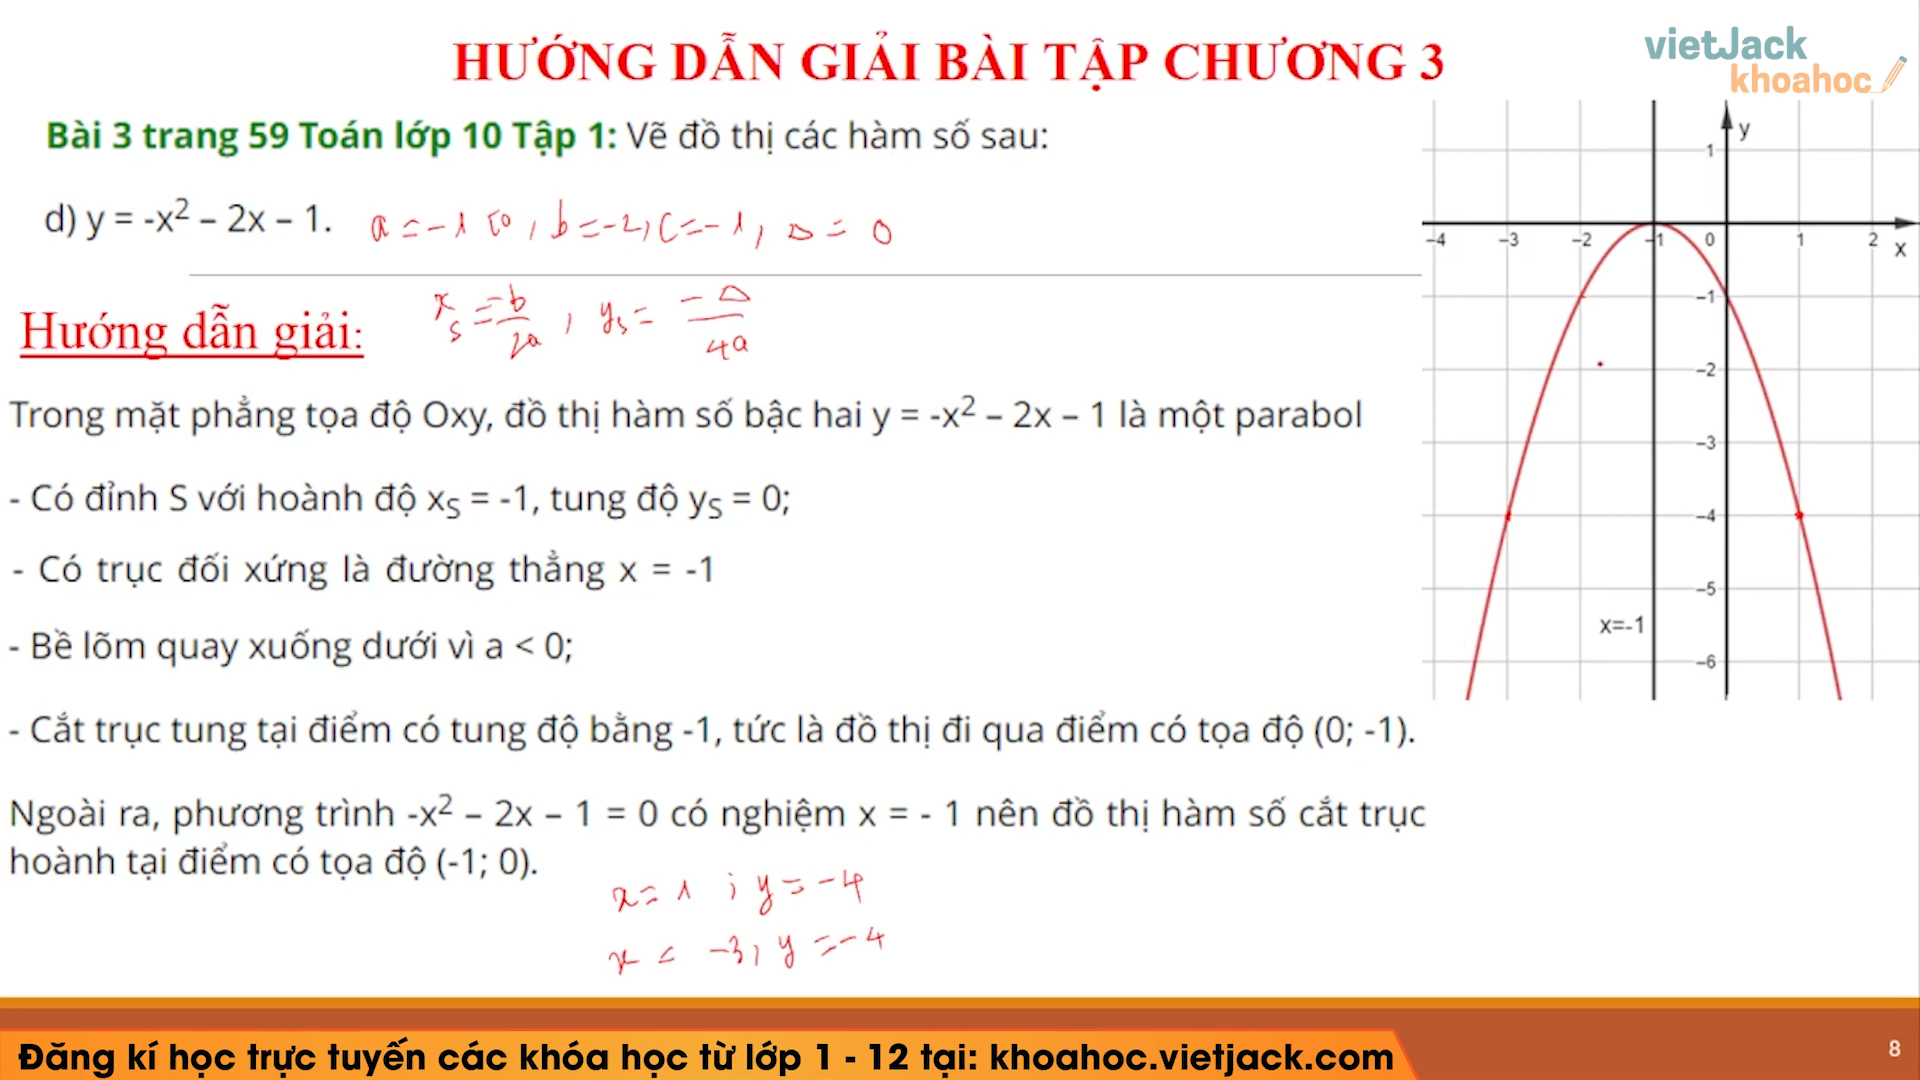 HƯỚNG DẪN GIẢI BÀI TẬP CHƯƠNG 3
vietJack
khoahoc
Bài 3 trang 59 Toán lớp 10 Tập 1: Vẽ đồ thị các hàm số sau:
d) y = -x² – 2x – 1. a = -1 <0, b = -2, c = -1, Δ = 0
Hướng dẫn giải:
x_S = -b/2a, y_S = -Δ/4a
Trong mặt phẳng tọa độ Oxy, đồ thị hàm số bậc hai y = -x² – 2x – 1 là một parabol
- Có đỉnh S với hoành độ x_S = -1, tung độ y_S = 0;
- Có trục đối xứng là đường thẳng x = -1
- Bề lõm quay xuống dưới vì a < 0;
- Cắt trục tung tại điểm có tung độ bằng -1, tức là đồ thị đi qua điểm có tọa độ (0; -1).
Ngoài ra, phương trình -x² – 2x – 1 = 0 có nghiệm x = - 1 nên đồ thị hàm số cắt trục
hoành tại điểm có tọa độ (-1; 0).
x = 1 ; y = -4
x = -3, y = -4
y
1
-4 -3 -2 -1 0 1 2
x
-1
-2
-3
-4
-5
x=-1
-6
Đăng kí học trực tuyến các khóa học từ lớp 1 - 12 tại: khoahoc.vietjack.com
8